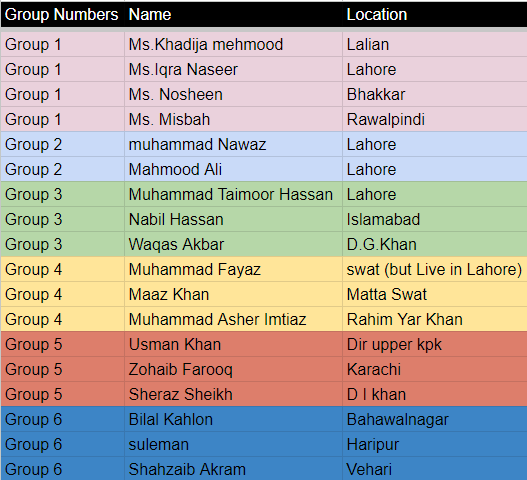 Group Numbers Name Location
Group 1 Ms.Khadija mehmood Lalian
Group 1 Ms.Iqra Naseer Lahore
Group 1 Ms. Nosheen Bhakkar
Group 1 Ms. Misbah Rawalpindi
Group 2 muhammad Nawaz Lahore
Group 2 Mahmood Ali Lahore
Group 3 Muhammad Taimoor Hassan Lahore
Group 3 Nabil Hassan Islamabad
Group 3 Waqas Akbar D.G.Khan
Group 4 Muhammad Fayaz swat (but Live in Lahore)
Group 4 Maaz Khan Matta Swat
Group 4 Muhammad Asher Imtiaz Rahim Yar Khan
Group 5 Usman Khan Dir upper kpk
Group 5 Zohaib Farooq Karachi
Group 5 Sheraz Sheikh D I khan
Group 6 Bilal Kahlon Bahawalnagar
Group 6 suleman Haripur
Group 6 Shahzaib Akram Vehari